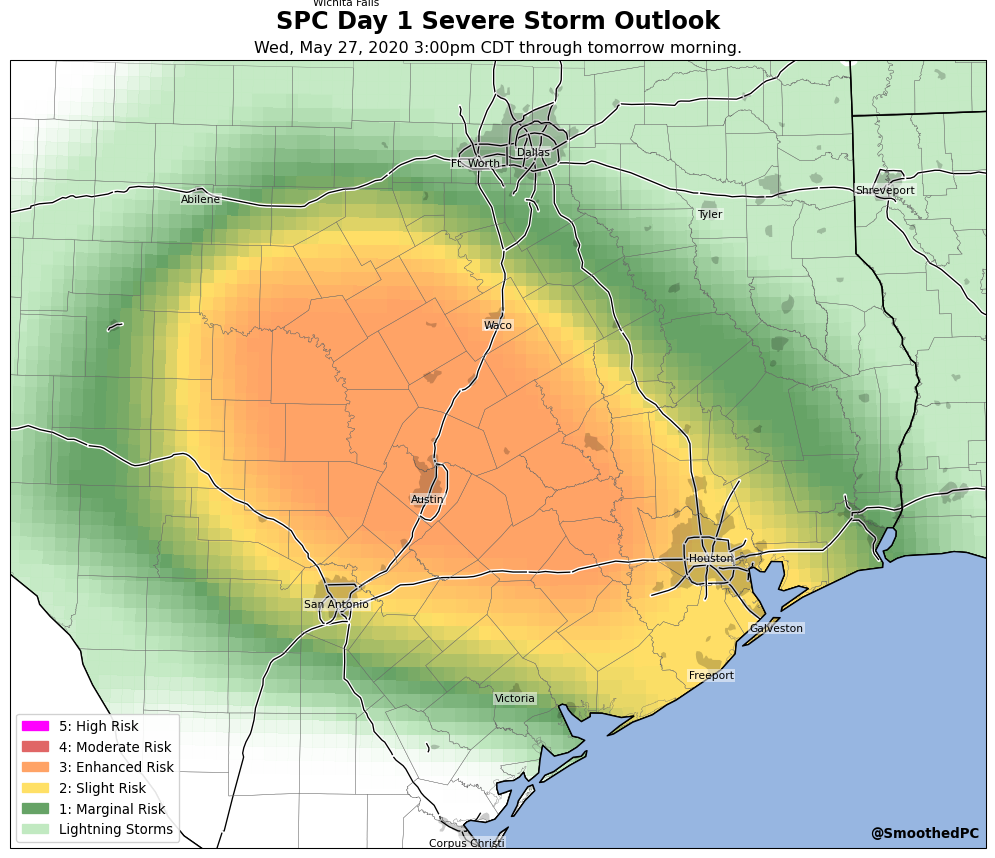 Wichita Falls
SPC Day 1 Severe Storm Outlook
Wed, May 27, 2020 3:00pm CDT through tomorrow morning.
Dallas
Ft. Worth
Shreveport
Abilene
Tyler
Waco
Austin
Houston
San Antonio
Galveston
Freeport
Victoria
5: High Risk
4: Moderate Risk
3: Enhanced Risk
2: Slight Risk
1: Marginal Risk
Lightning Storms
@SmoothedPC
Corpus Christi